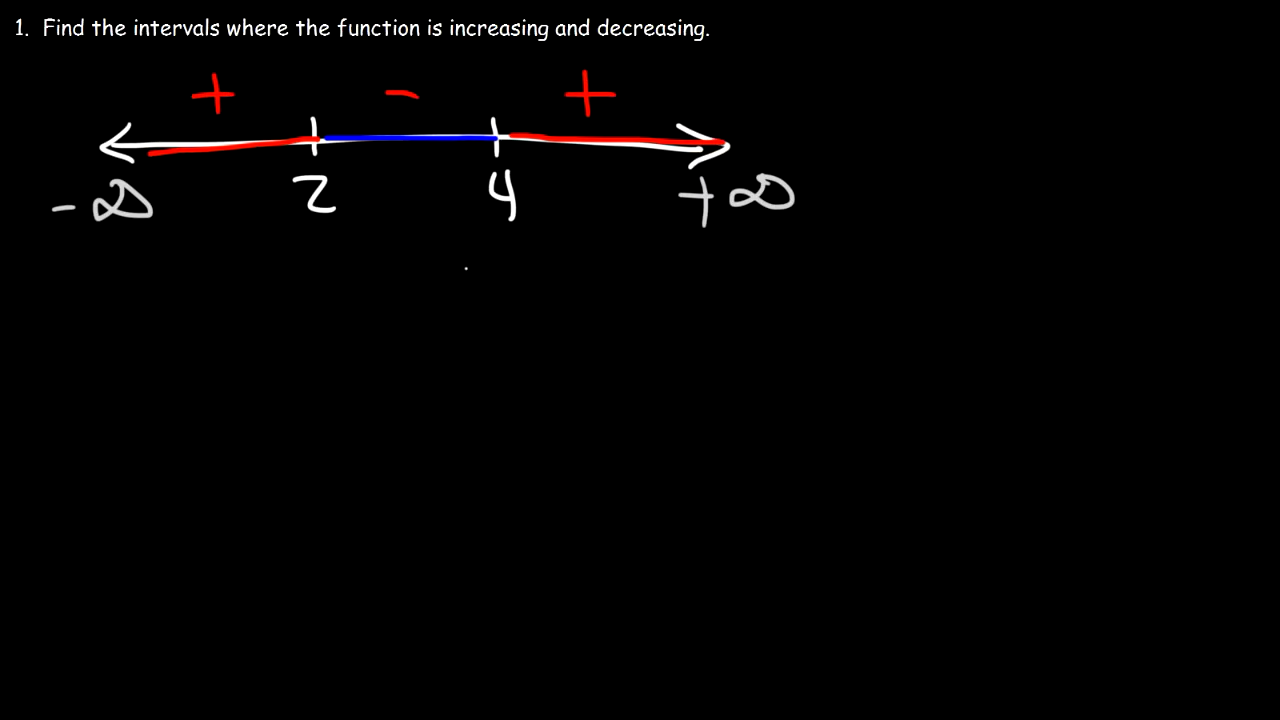 1. Find the intervals where the function is increasing and decreasing.
+ - +
-∞ 2 4 +∞